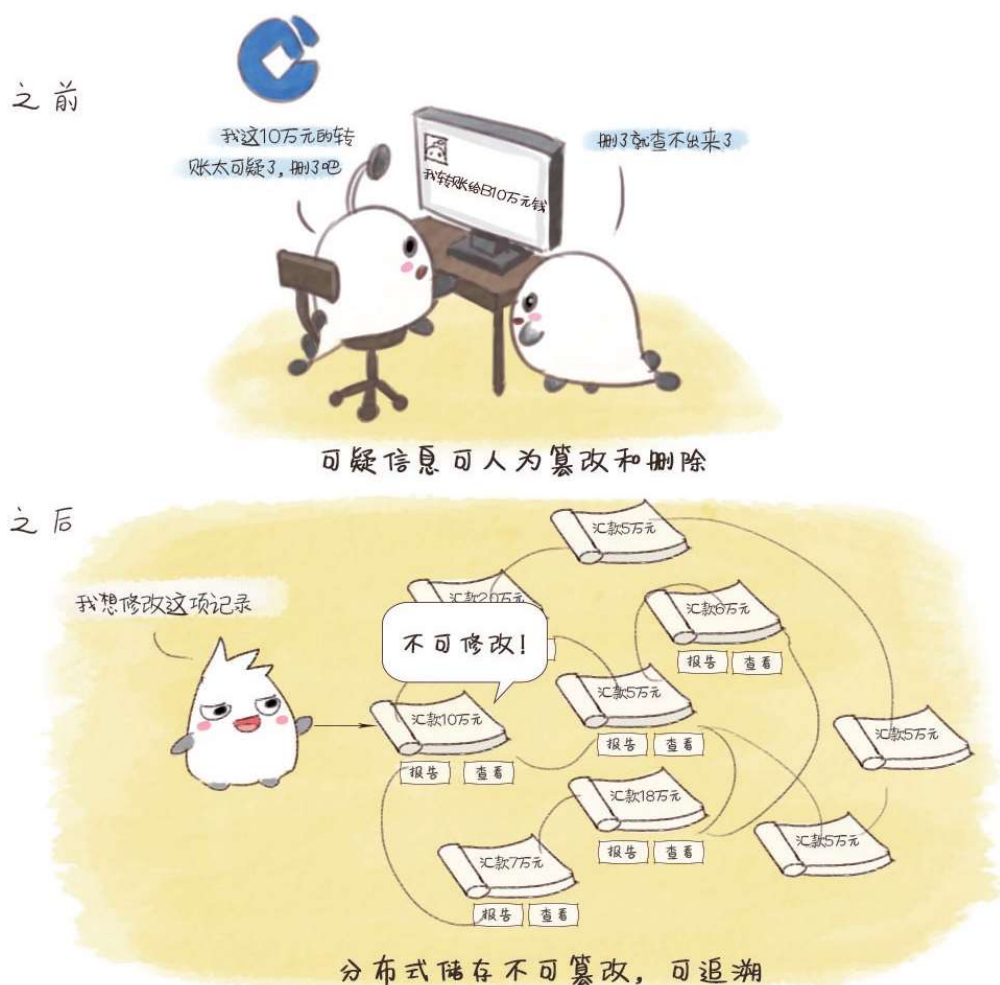 之前
我这10万元的转
账太可疑了,删了吧
删了就查不出来了
我转账给B10万元钱
可疑信息可人为篡改和删除
之后
我想修改这项记录
汇款5万元
汇款20万元
汇款6万元
报告 查看
不可修改!
汇款10万元
报告 查看
汇款5万元
报告 查看
汇款5万元
汇款18万元
报告 查看
汇款5万元
汇款7万元
报告 查看
分布式储存不可篡改,可追溯